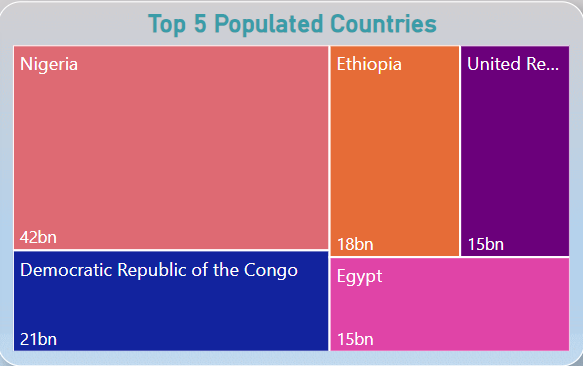 Top 5 Populated Countries
Nigeria
42bn
Democratic Republic of the Congo
21bn
Ethiopia
18bn
United Re...
15bn
Egypt
15bn